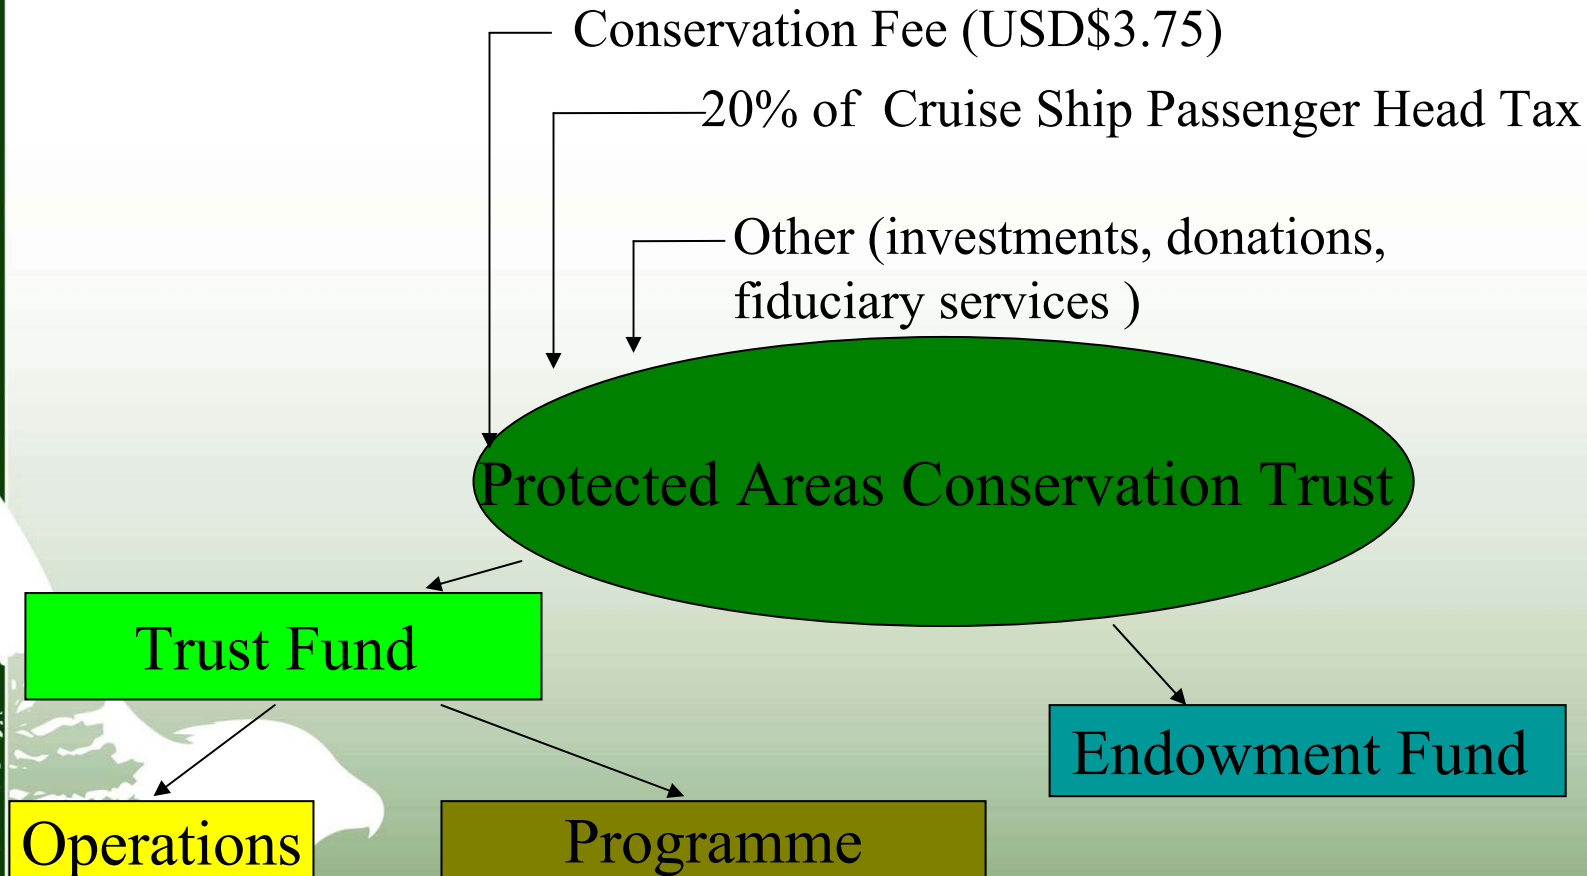 Conservation Fee (USD$3.75)
20% of Cruise Ship Passenger Head Tax
Other (investments, donations,
fiduciary services )
Protected Areas Conservation Trust
Trust Fund
Endowment Fund
Operations
Programme